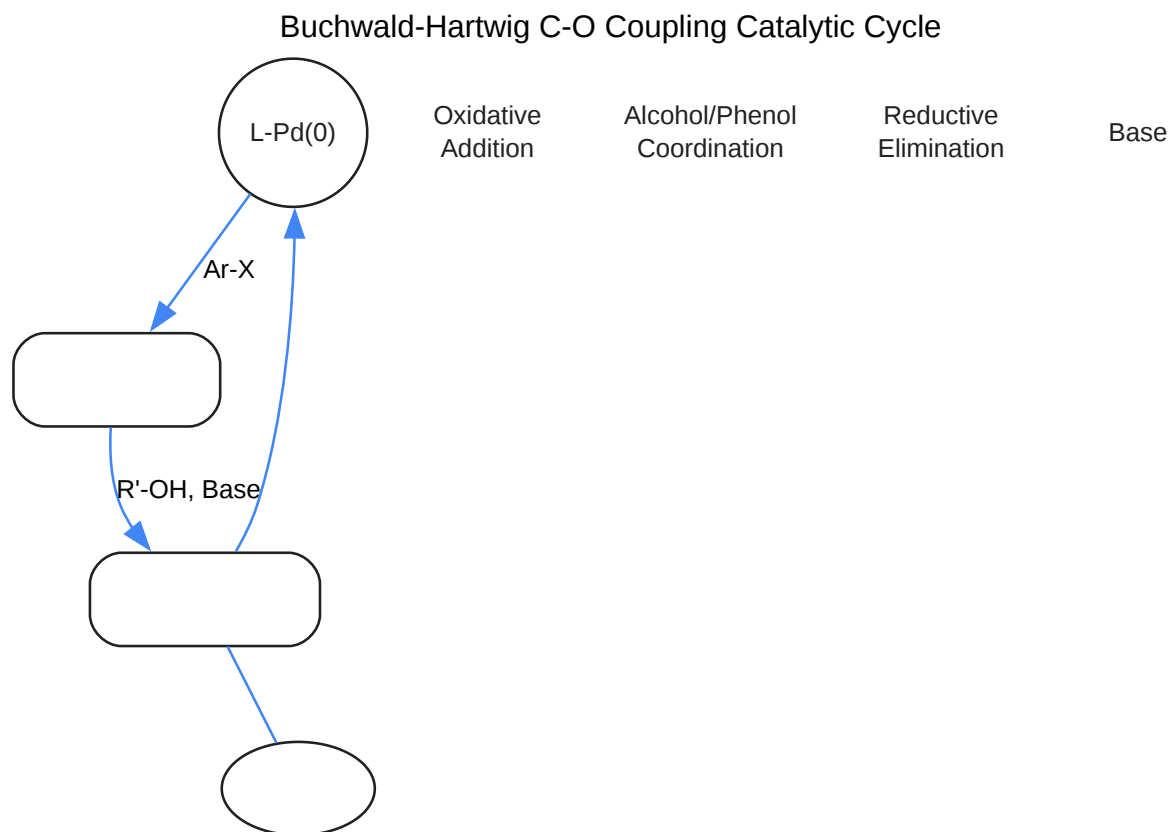 Buchwald-Hartwig C-O Coupling Catalytic Cycle
L-Pd(0)
Oxidative
Addition
Alcohol/Phenol
Coordination
Reductive
Elimination
Base
Ar-X
R'-OH, Base